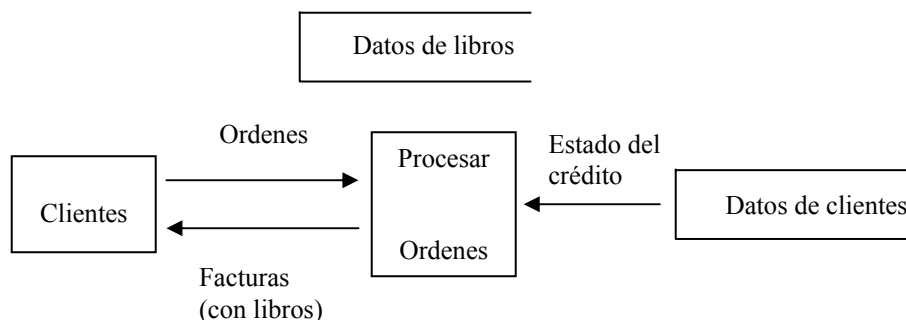 Datos de libros
Ordenes
Procesar
Ordenes
Estado del
crédito
Clientes
Datos de clientes
Facturas
(con libros)